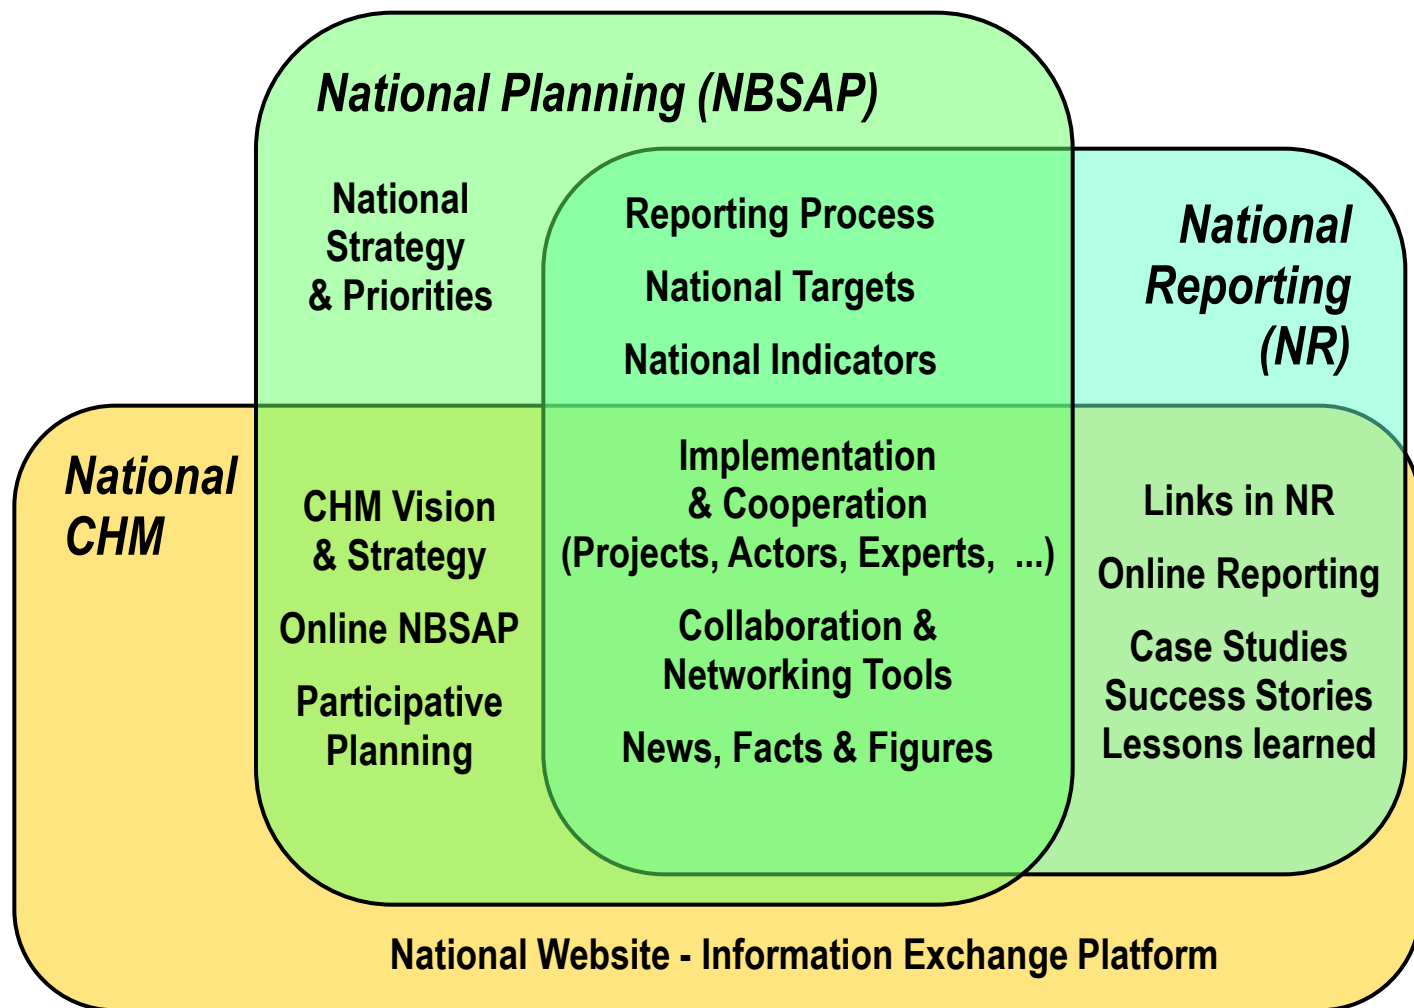 National Planning (NBSAP)
National
Strategy
& Priorities
Reporting Process
National Targets
National Indicators
National
Reporting
(NR)
National
CHM
CHM Vision
& Strategy
Online NBSAP
Participative
Planning
Implementation
& Cooperation
(Projects, Actors, Experts, ...)
Collaboration &
Networking Tools
News, Facts & Figures
Links in NR
Online Reporting
Case Studies
Success Stories
Lessons learned
National Website - Information Exchange Platform